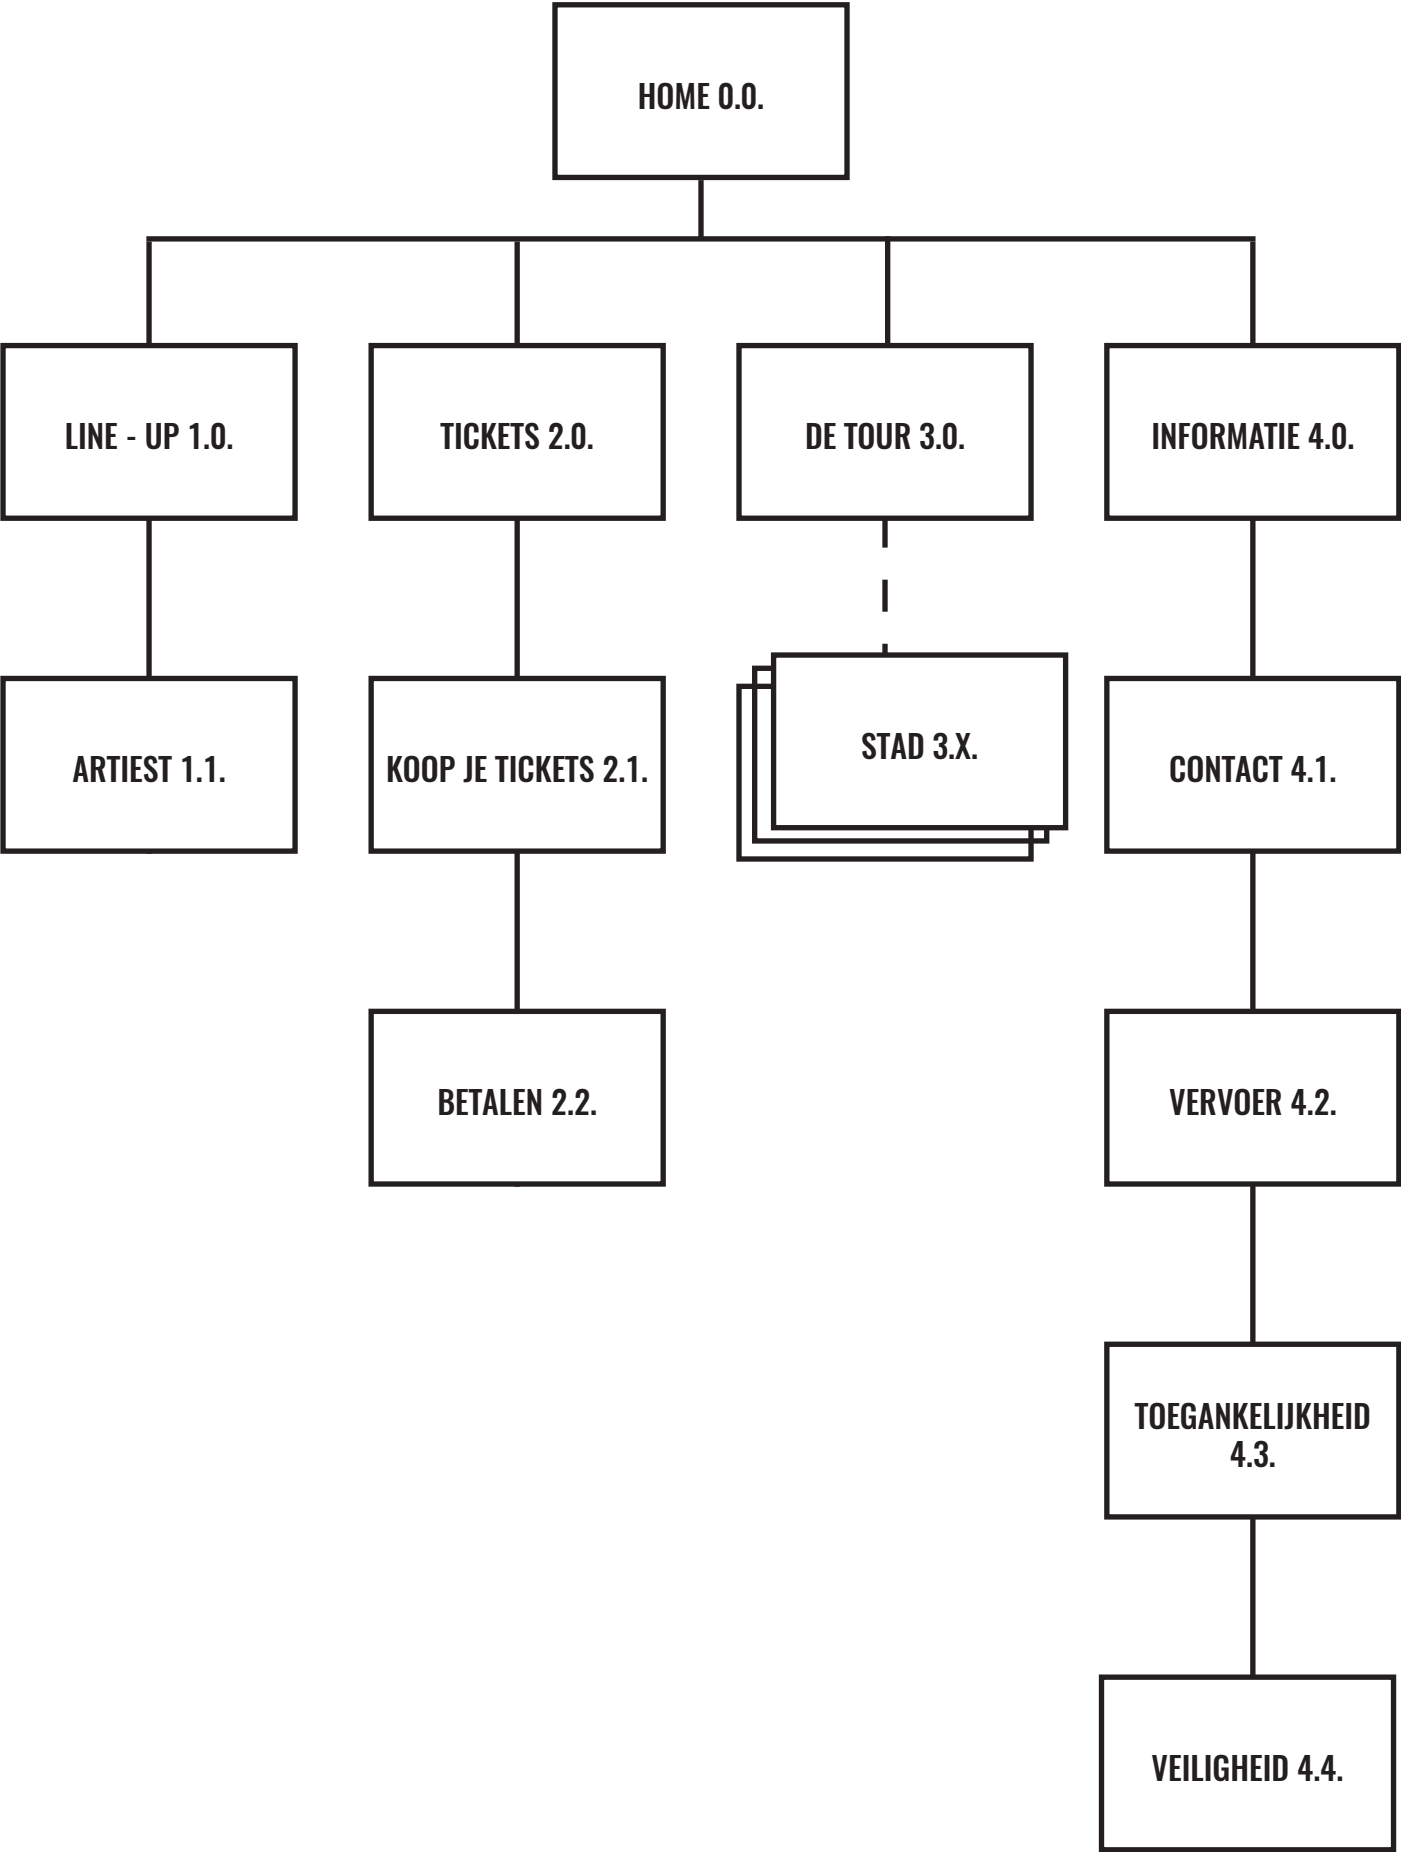 HOME 0.0.
LINE - UP 1.0.
TICKETS 2.0.
DE TOUR 3.0.
INFORMATIE 4.0.
ARTIEST 1.1.
KOOP JE TICKETS 2.1.
STAD 3.X.
CONTACT 4.1.
BETALEN 2.2.
VERVOER 4.2.
TOEGANKELIJKHEID
4.3.
VEILIGHEID 4.4.